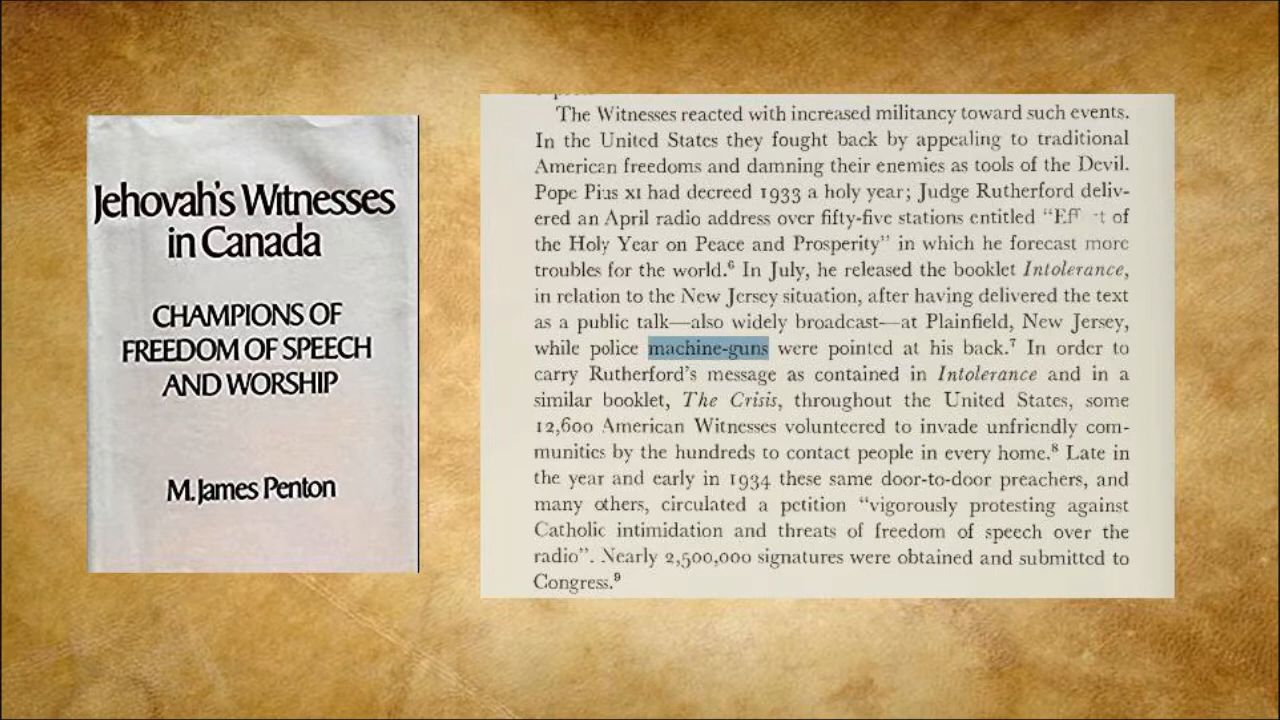 Jehovah's Witnesses
in Canada
CHAMPIONS OF
FREEDOM OF SPEECH
AND WORSHIP
M. James Penton
The Witnesses reacted with increased militancy toward such events.
In the United States they fought back by appealing to traditional
American freedoms and damning their enemies as tools of the Devil.
Pope Pius XI had decreed 1933 a holy year; Judge Rutherford deliv-
ered an April radio address over fifty-five stations entitled "Eff t of
the Holy Year on Peace and Prosperity" in which he forecast more
troubles for the world.⁶ In July, he released the booklet Intolerance,
in relation to the New Jersey situation, after having delivered the text
as a public talk—also widely broadcast—at Plainfield, New Jersey,
while police machine-guns were pointed at his back.⁷ In order to
carry Rutherford's message as contained in Intolerance and in a
similar booklet, The Crisis, throughout the United States, some
12,600 American Witnesses volunteered to invade unfriendly com-
munities by the hundreds to contact people in every home.⁸ Late in
the year and early in 1934 these same door-to-door preachers, and
many others, circulated a petition "vigorously protesting against
Catholic intimidation and threats of freedom of speech over the
radio". Nearly 2,500,000 signatures were obtained and submitted to
Congress.⁹